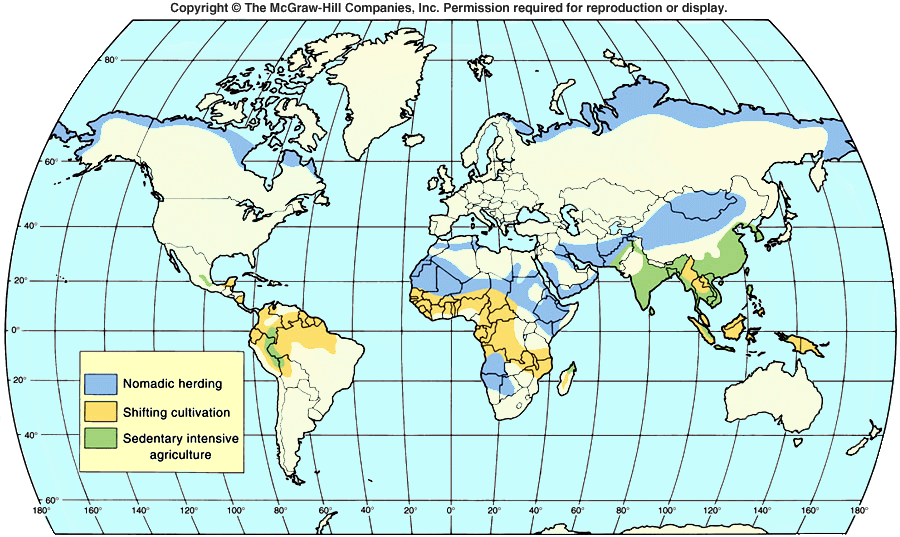 Copyright © The McGraw-Hill Companies, Inc. Permission required for reproduction or display.
80°
60°
40°
20°
0°
20°
40°
60°
Nomadic herding
Shifting cultivation
Sedentary intensive
agriculture
180° 160° 140° 120° 100° 80° 60° 40° 20° 0° 20° 40° 60° 80° 100° 120° 140° 160° 180°